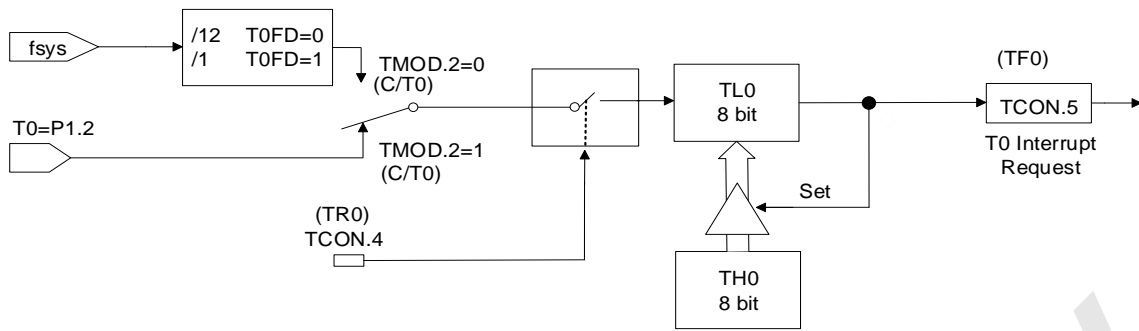 fsys
/12 T0FD=0
/1 T0FD=1
TMOD.2=0
(C/T0)
T0=P1.2
TMOD.2=1
(C/T0)
(TR0)
TCON.4
TL0
8 bit
Set
TH0
8 bit
(TF0)
TCON.5
T0 Interrupt
Request